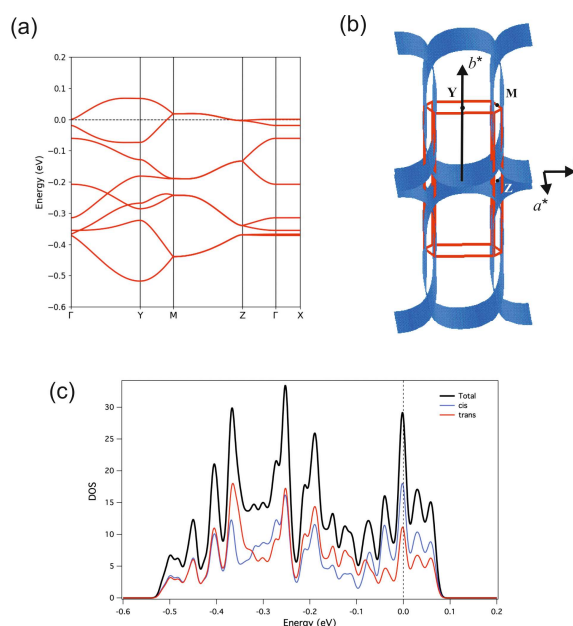 (a)
0.2
0.1
0.0
−0.1
−0.2
−0.3
−0.4
−0.5
−0.6
Energy (eV)
Γ Y M Z Γ X
(b)
b*
Y M
Z
a*
(c)
Total
cis
trans
30
25
20
15
10
5
0
DOS
-0.6 -0.5 -0.4 -0.3 -0.2 -0.1 0.0 0.1 0.2
Energy (eV)